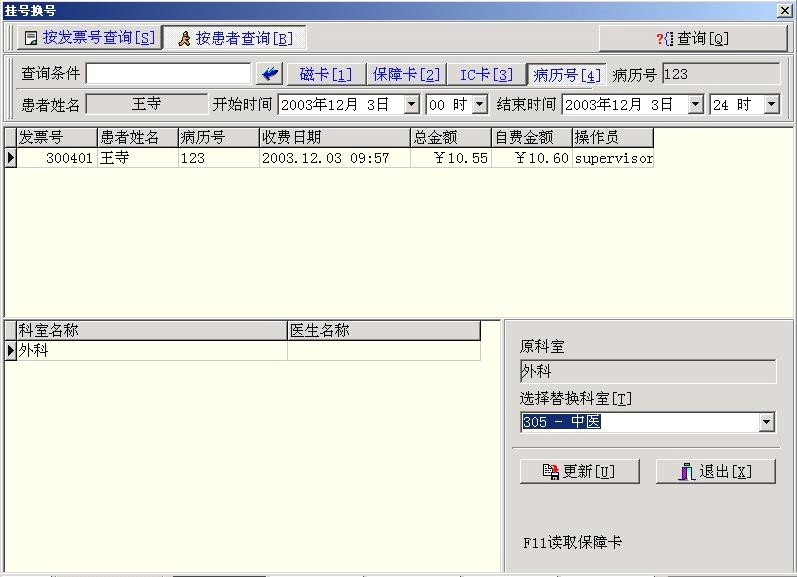 挂号换号
按发票号查询[S] 按患者查询[B] ?{}查询[Q]
查询条件 磁卡[1] 保障卡[2] IC卡[3] 病历号[4] 病历号 123
患者姓名 王寺 开始时间 2003年12月 3日 00 时 结束时间 2003年12月 3日 24 时
发票号 患者姓名 病历号 收费日期 总金额 自费金额 操作员
300401 王寺 123 2003.12.03 09:57 ￥10.55 ￥10.60 supervisor
科室名称 医生名称
外科
原科室
外科
选择替换科室[T]
305 - 中医
更新[U] 退出[X]
F11读取保障卡